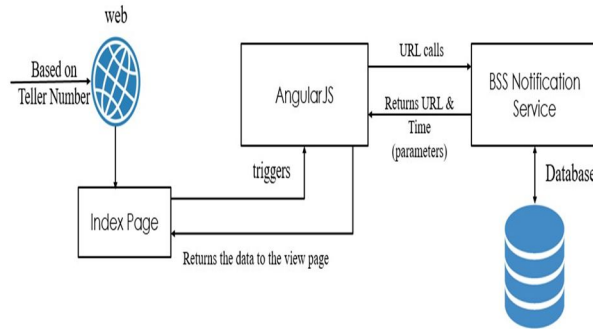 web
Based on
Teller Number
AngularJS
URL calls
BSS Notification
Service
Returns URL &
Time
(parameters)
triggers
Database
Index Page
Returns the data to the view page